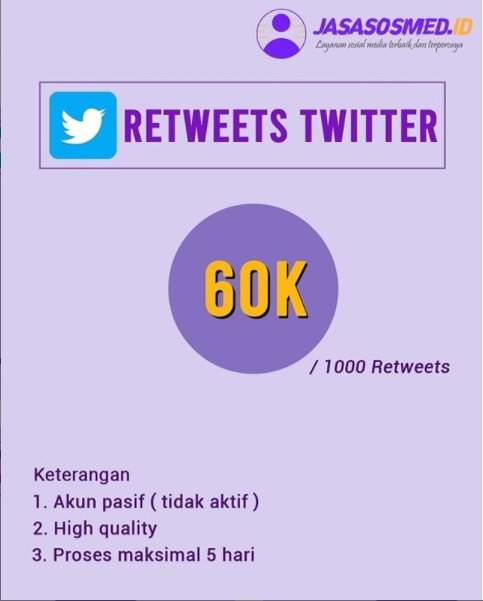 JASASOSMED.ID
Layanan sosial media terbaik dan terpercaya
RETWEETS TWITTER
60K
/ 1000 Retweets
Keterangan
1. Akun pasif ( tidak aktif )
2. High quality
3. Proses maksimal 5 hari